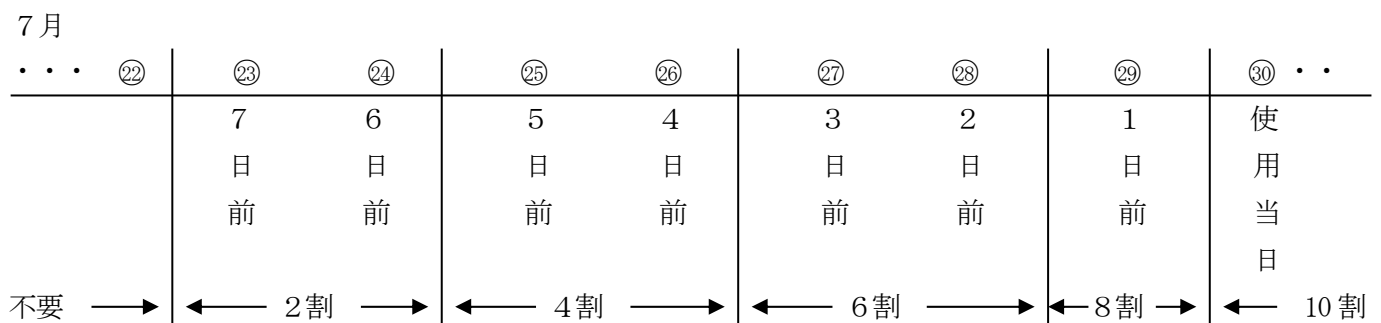 ７月
・・・ ㉒ ㉓ ㉔ ㉕ ㉖ ㉗ ㉘ ㉙ ㉚ ・・
７日前 ６日前 ５日前 ４日前 ３日前 ２日前 １日前 使用当日
不要 ２割 ４割 ６割 ８割 10割